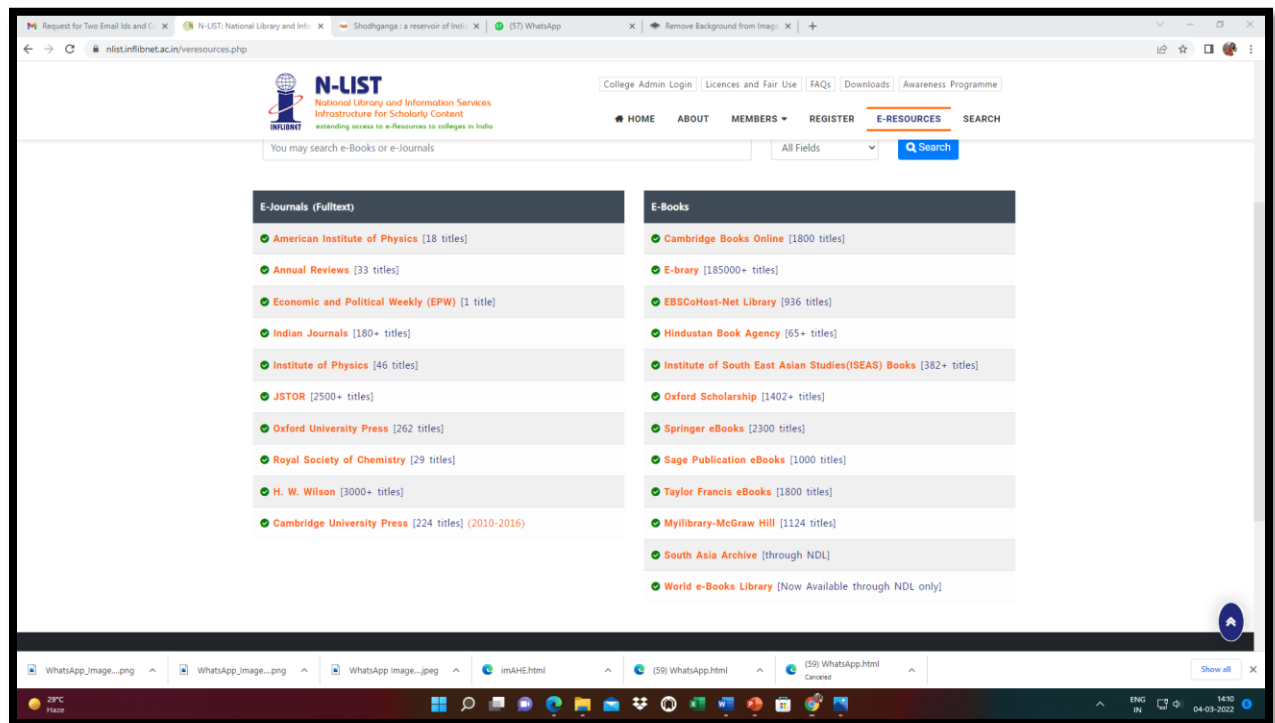 Request for Two Email Ids and C
N-LIST: National Library and Info
Shodhganga : a reservoir of India
(57) WhatsApp
Remove Background from Image
nlist.inflibnet.ac.in/veresources.php
INFLIBNET
N-LIST
National Library and Information Services
Infrastructure for Scholarly Content
extending access to e-Resources to colleges in India
College Admin Login Licences and Fair Use FAQs Downloads Awareness Programme
HOME ABOUT MEMBERS REGISTER E-RESOURCES SEARCH
You may search e-Books or e-Journals All Fields Search
E-Journals (Fulltext)
American Institute of Physics [18 titles]
Annual Reviews [33 titles]
Economic and Political Weekly (EPW) [1 title]
Indian Journals [180+ titles]
Institute of Physics [46 titles]
JSTOR [2500+ titles]
Oxford University Press [262 titles]
Royal Society of Chemistry [29 titles]
H. W. Wilson [3000+ titles]
Cambridge University Press [224 titles] (2010-2016)
E-Books
Cambridge Books Online [1800 titles]
E-brary [185000+ titles]
EBSCoHost-Net Library [936 titles]
Hindustan Book Agency [65+ titles]
Institute of South East Asian Studies(ISEAS) Books [382+ titles]
Oxford Scholarship [1402+ titles]
Springer eBooks [2300 titles]
Sage Publication eBooks [1000 titles]
Taylor Francis eBooks [1800 titles]
Myilibrary-McGraw Hill [1124 titles]
South Asia Archive [through NDL]
World e-Books Library [Now Available through NDL only]
WhatsApp_Image....png
WhatsApp_Image....png
WhatsApp Image....jpeg
imAHE.html
(59) WhatsApp.html
(59) WhatsApp.html
Canceled
Show all
29°C
Haze
ENG
IN
14:10
04-03-2022